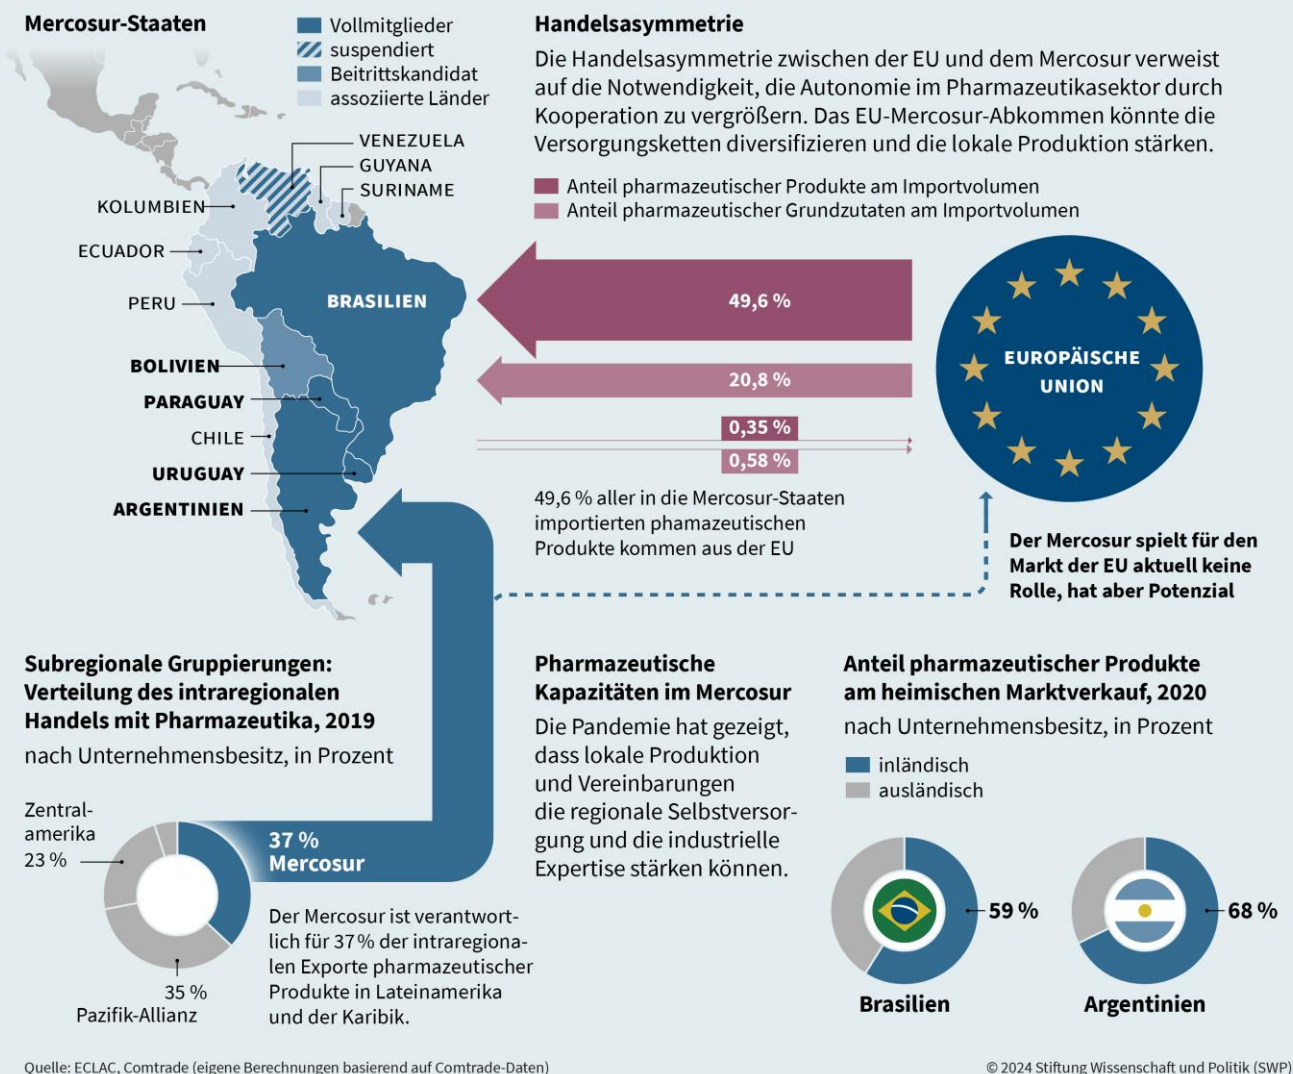 Mercosur-Staaten
Vollmitglieder
suspendiert
Beitrittskandidat
assoziierte Länder
VENEZUELA
GUYANA
SURINAME
KOLUMBIEN
ECUADOR
PERU
BRASILIEN
BOLIVIEN
PARAGUAY
CHILE
URUGUAY
ARGENTINIEN
Handelsasymmetrie
Die Handelsasymmetrie zwischen der EU und dem Mercosur verweist
auf die Notwendigkeit, die Autonomie im Pharmazeutikasektor durch
Kooperation zu vergrößern. Das EU-Mercosur-Abkommen könnte die
Versorgungsketten diversifizieren und die lokale Produktion stärken.
Anteil pharmazeutischer Produkte am Importvolumen
Anteil pharmazeutischer Grundzutaten am Importvolumen
49,6 %
20,8 %
0,35 %
0,58 %
EUROPÄISCHE
UNION
49,6 % aller in die Mercosur-Staaten
importierten phamazeutischen
Produkte kommen aus der EU
Der Mercosur spielt für den
Markt der EU aktuell keine
Rolle, hat aber Potenzial
Subregionale Gruppierungen:
Verteilung des intraregionalen
Handels mit Pharmazeutika, 2019
nach Unternehmensbesitz, in Prozent
Zentral-
amerika
23 %
37 %
Mercosur
35 %
Pazifik-Allianz
Der Mercosur ist verantwort-
lich für 37 % der intraregiona-
len Exporte pharmazeutischer
Produkte in Lateinamerika
und der Karibik.
Pharmazeutische
Kapazitäten im Mercosur
Die Pandemie hat gezeigt,
dass lokale Produktion
und Vereinbarungen
die regionale Selbstversor-
gung und die industrielle
Expertise stärken können.
Anteil pharmazeutischer Produkte
am heimischen Marktverkauf, 2020
nach Unternehmensbesitz, in Prozent
inländisch
ausländisch
59 %
Brasilien
68 %
Argentinien
Quelle: ECLAC, Comtrade (eigene Berechnungen basierend auf Comtrade-Daten)
© 2024 Stiftung Wissenschaft und Politik (SWP)